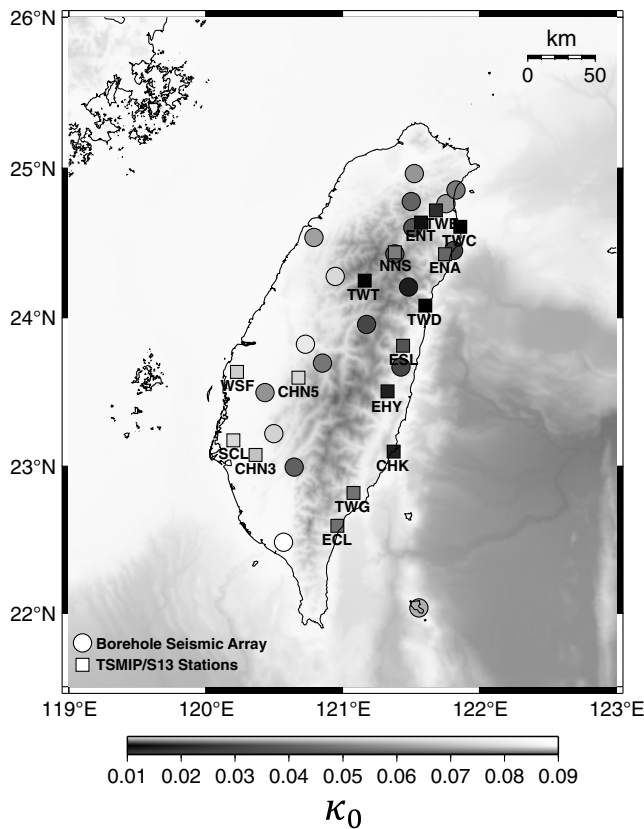 26°N
km
0 50
25°N
TWE
ENT
TWC
NNS
ENA
TWT
24°N
TWD
ESL
WSF
CHN5
EHY
23°N
SCL
CHN3
CHK
TWG
ECL
22°N
Borehole Seismic Array
TSMIP/S13 Stations
119°E 120°E 121°E 122°E 123°E
0.01 0.02 0.03 0.04 0.05 0.06 0.07 0.08 0.09
κ0